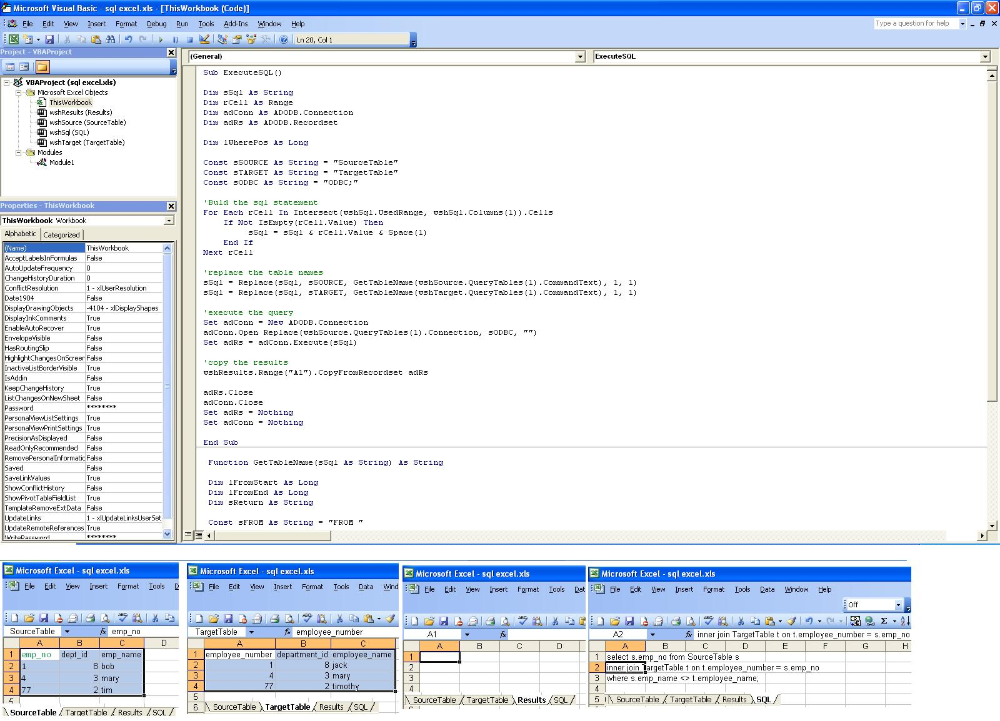 Microsoft Visual Basic - sql excel.xls - [ThisWorkbook (Code)]
File Edit View Insert Format Debug Run Tools Add-Ins Window Help
Type a question for help
Ln 20, Col 1
Project - VBAProject
VBAProject (sql excel.xls)
Microsoft Excel Objects
ThisWorkbook
wshResults (Results)
wshSource (SourceTable)
wshSql (SQL)
wshTarget (TargetTable)
Modules
Module1
Properties - ThisWorkbook
ThisWorkbook Workbook
Alphabetic Categorized
(Name) ThisWorkbook
AcceptLabelsInFormulas False
AutoUpdateFrequency 0
ChangeHistoryDuration 0
ConflictResolution 1 - xlUserResolution
Date1904 False
DisplayDrawingObjects -4104 - xlDisplayShapes
DisplayInkComments True
EnableAutoRecover True
EnvelopeVisible False
HasRoutingSlip False
HighlightChangesOnScreen False
InactiveListBorderVisible True
IsAddin False
KeepChangeHistory True
ListChangesOnNewSheet False
Password ********
PersonalViewListSettings True
PersonalViewPrintSettings True
PrecisionAsDisplayed False
ReadOnlyRecommended False
RemovePersonalInformatic False
Saved False
SaveLinkValues True
ShowConflictHistory False
ShowPivotTableFieldList True
TemplateRemoveExtData False
UpdateLinks 1 - xlUpdateLinksUserSet
UpdateRemoteReferences True
WritePassword ********
(General)
ExecuteSQL
Sub ExecuteSQL()
Dim sSql As String
Dim rCell As Range
Dim adConn As ADODB.Connection
Dim adRs As ADODB.Recordset
Dim lWherePos As Long
Const sSOURCE As String = "SourceTable"
Const sTARGET As String = "TargetTable"
Const sODBC As String = "ODBC;"
'Buld the sql statement
For Each rCell In Intersect(wshSql.UsedRange, wshSql.Columns(1)).Cells
If Not IsEmpty(rCell.Value) Then
sSql = sSql & rCell.Value & Space(1)
End If
Next rCell
'replace the table names
sSql = Replace(sSql, sSOURCE, GetTableName(wshSource.QueryTables(1).CommandText), 1, 1)
sSql = Replace(sSql, sTARGET, GetTableName(wshTarget.QueryTables(1).CommandText), 1, 1)
'execute the query
Set adConn = New ADODB.Connection
adConn.Open Replace(wshSource.QueryTables(1).Connection, sODBC, "")
Set adRs = adConn.Execute(sSql)
'copy the results
wshResults.Range("A1").CopyFromRecordset adRs
adRs.Close
adConn.Close
Set adRs = Nothing
Set adConn = Nothing
End Sub
Function GetTableName(sSql As String) As String
Dim lFromStart As Long
Dim lFromEnd As Long
Dim sReturn As String
Const sFROM As String = "FROM "
Microsoft Excel - sql excel.xls
File Edit View Insert Format Tools D
SourceTable fx emp_no
A B C D
1 emp_no dept_id emp_name
2 1 8 bob
3 4 3 mary
4 77 2 tim
5
SourceTable TargetTable Results SQL
Microsoft Excel - sql excel.xls
File Edit View Insert Format Tools Data Wind
TargetTable fx employee_number
A B C
1 employee_number department_id employee_name
2 1 8 jack
3 4 3 mary
4 77 2 timothy
5
6 SourceTable TargetTable Results SQL
Microsoft Excel - sql excel.xls
File Edit View Insert Format Tools Dat
A1 fx
A B C D
1
2
3
4
SourceTable TargetTable Results SQL
Microsoft Excel - sql excel.xls
File Edit View Insert Format Tools Data Window Help
Off
A2 fx inner join TargetTable t on t.employee_number = s.emp_no
A B C D E F G H
1 select s.emp_no from SourceTable s
2 inner join TargetTable t on t.employee_number = s.emp_no
3 where s.emp_name <> t.employee_name;
4
5 SourceTable TargetTable Results SQL